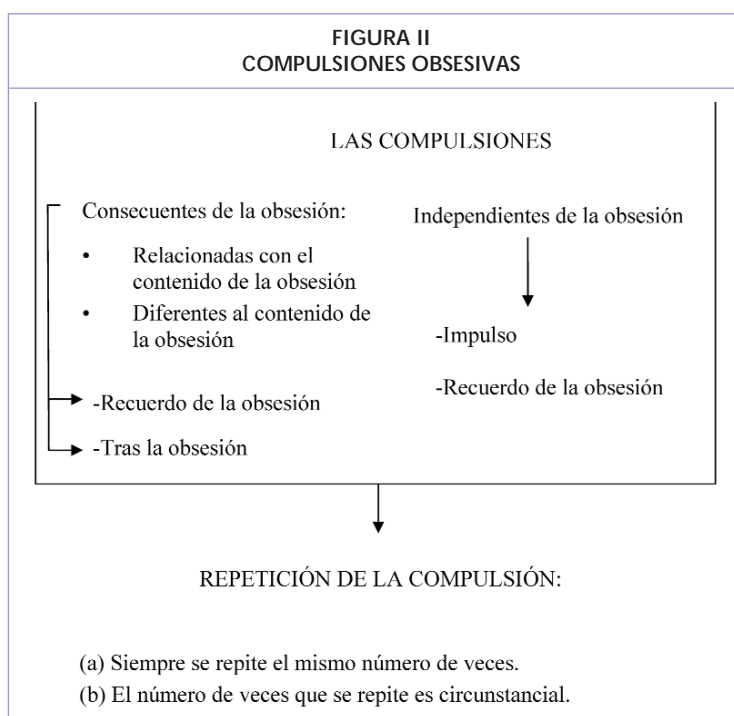 FIGURA II
COMPULSIONES OBSESIVAS
LAS COMPULSIONES
Consecuentes de la obsesión:
• Relacionadas con el
contenido de la obsesión
• Diferentes al contenido de
la obsesión
-Recuerdo de la obsesión
-Tras la obsesión
Independientes de la obsesión
-Impulso
-Recuerdo de la obsesión
REPETICIÓN DE LA COMPULSIÓN:
(a) Siempre se repite el mismo número de veces.
(b) El número de veces que se repite es circunstancial.